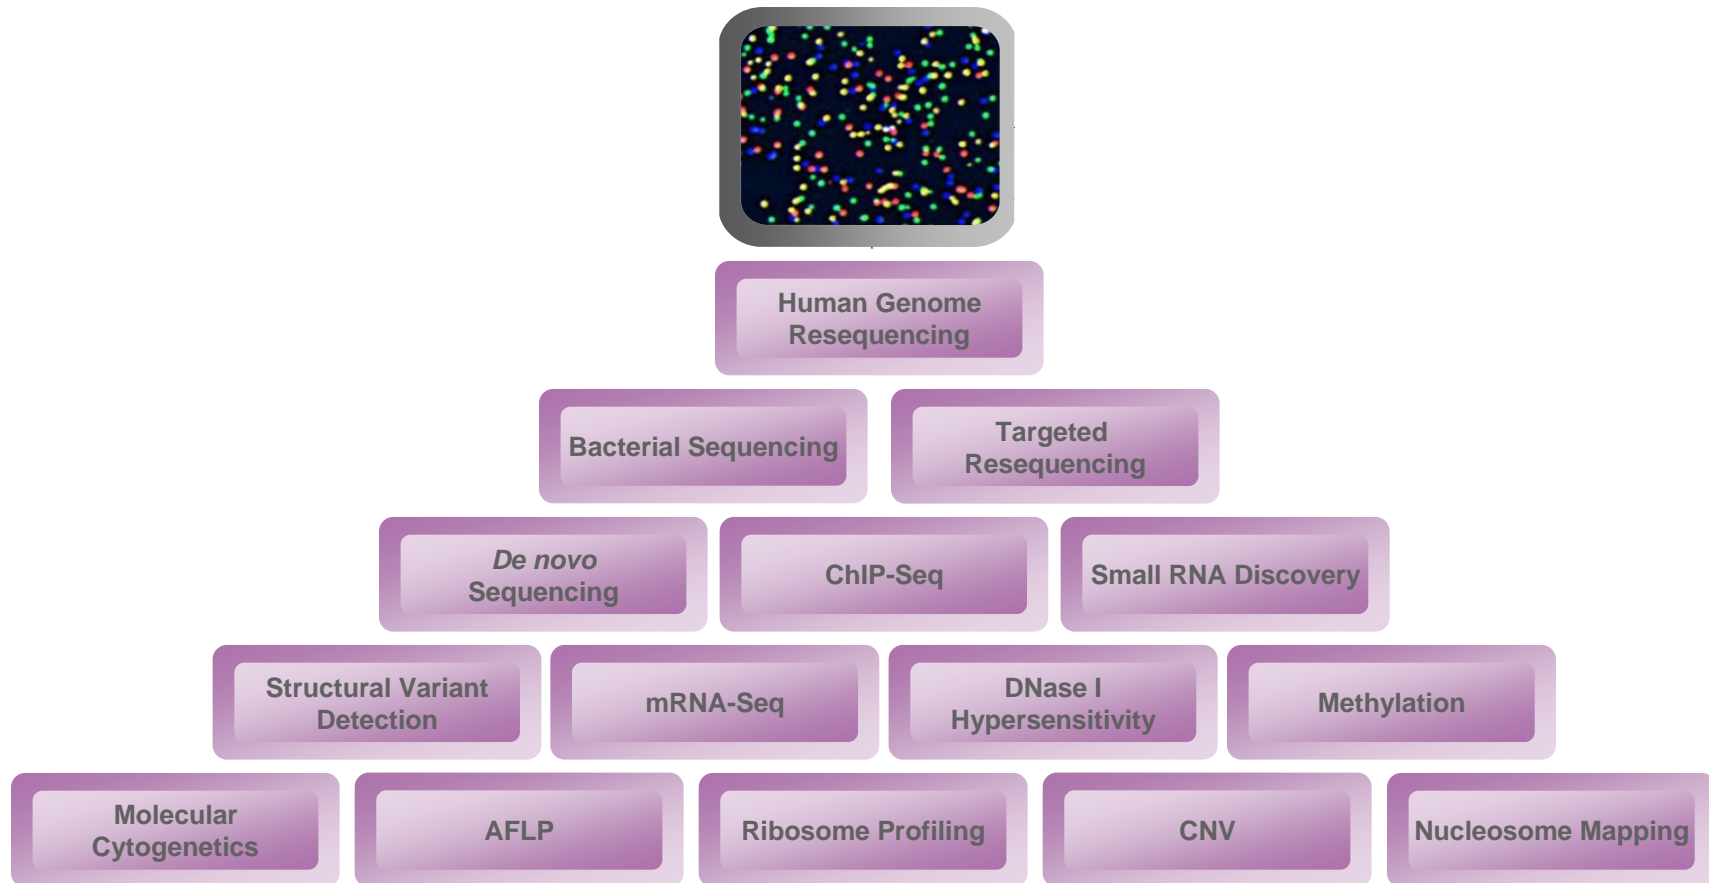 Human Genome
Resequencing
Bacterial Sequencing
Targeted
Resequencing
De novo
Sequencing
ChIP-Seq
Small RNA Discovery
Structural Variant
Detection
mRNA-Seq
DNase I
Hypersensitivity
Methylation
Molecular
Cytogenetics
AFLP
Ribosome Profiling
CNV
Nucleosome Mapping